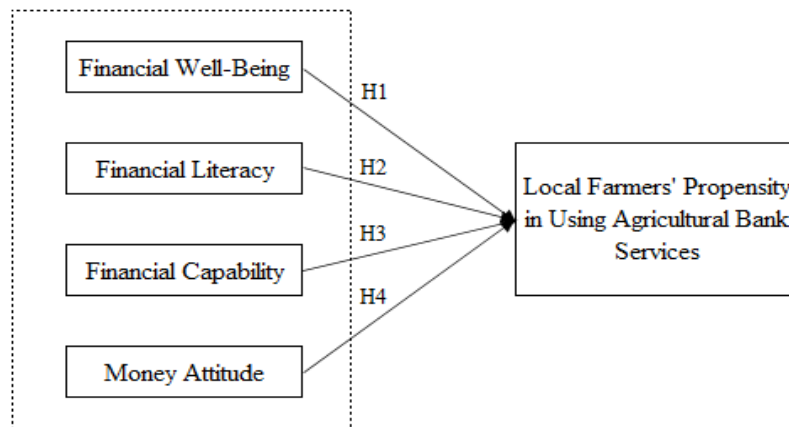 Financial Well-Being
H1
Financial Literacy
H2
Local Farmers' Propensity
in Using Agricultural Bank
Services
H3
Financial Capability
H4
Money Attitude